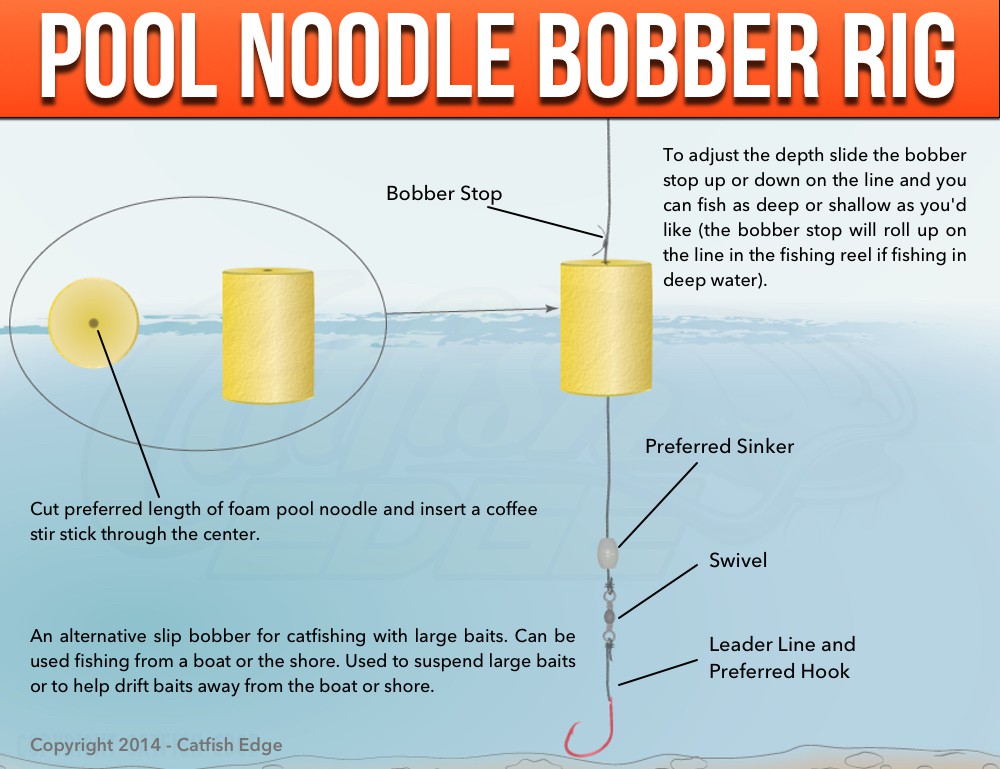 POOL NOODLE BOBBER RIG
Bobber Stop
To adjust the depth slide the bobber
stop up or down on the line and you
can fish as deep or shallow as you'd
like (the bobber stop will roll up on
the line in the fishing reel if fishing in
deep water).
Preferred Sinker
Cut preferred length of foam pool noodle and insert a coffee
stir stick through the center.
Swivel
An alternative slip bobber for catfishing with large baits. Can be
used fishing from a boat or the shore. Used to suspend large baits
or to help drift baits away from the boat or shore.
Leader Line and
Preferred Hook
Copyright 2014 - Catfish Edge
Catfish
EDGE